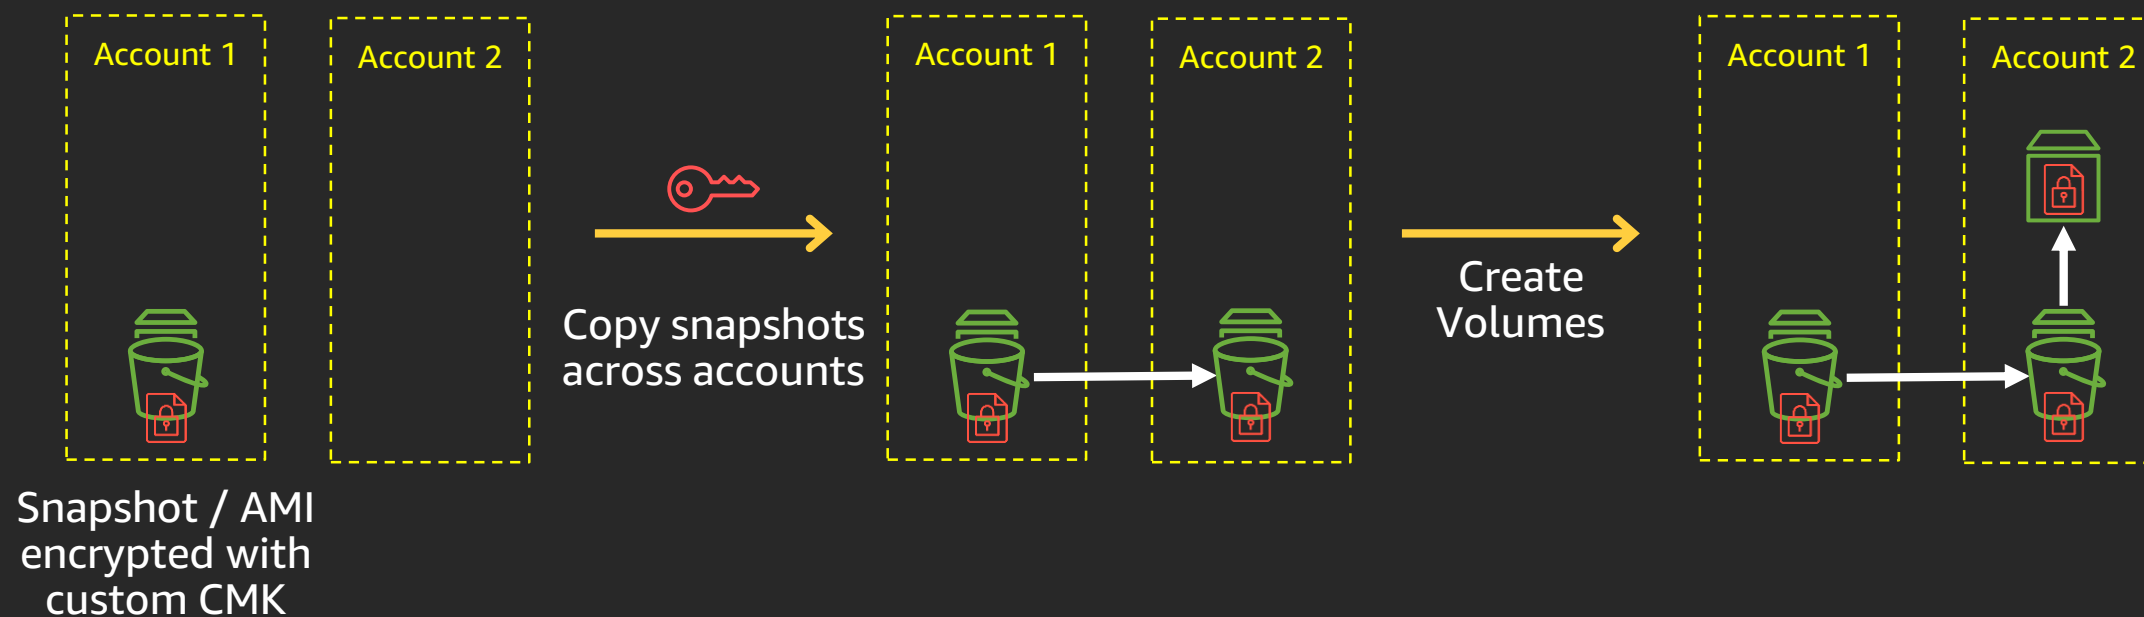 Account 1
Account 2
Snapshot / AMI
encrypted with
custom CMK
Copy snapshots
across accounts
Account 1
Account 2
Create
Volumes
Account 1
Account 2